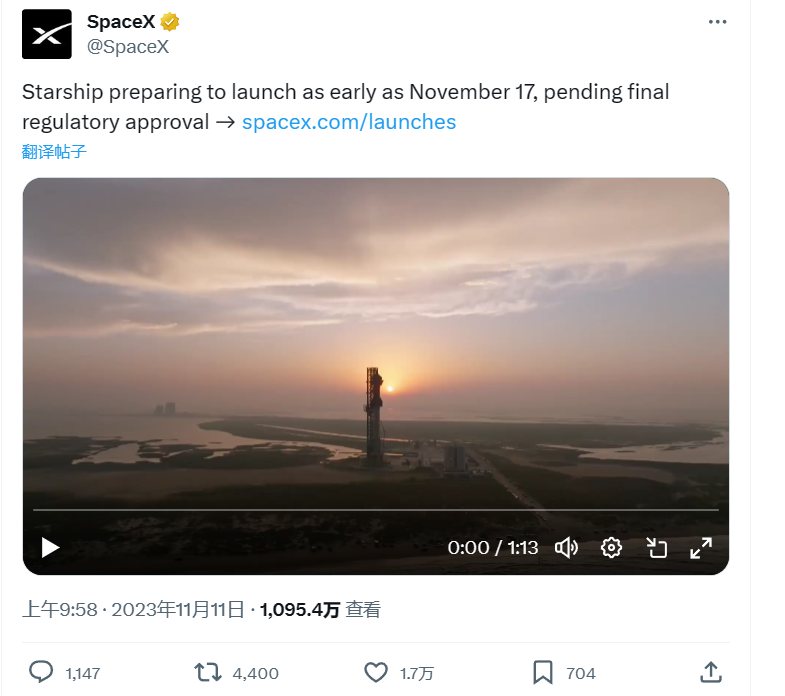 SpaceX
@SpaceX
Starship preparing to launch as early as November 17, pending final
regulatory approval → spacex.com/launches
翻译帖子
0:00 / 1:13
上午9:58 · 2023年11月11日 · 1,095.4万 查看
1,147 4,400 1.7万 704